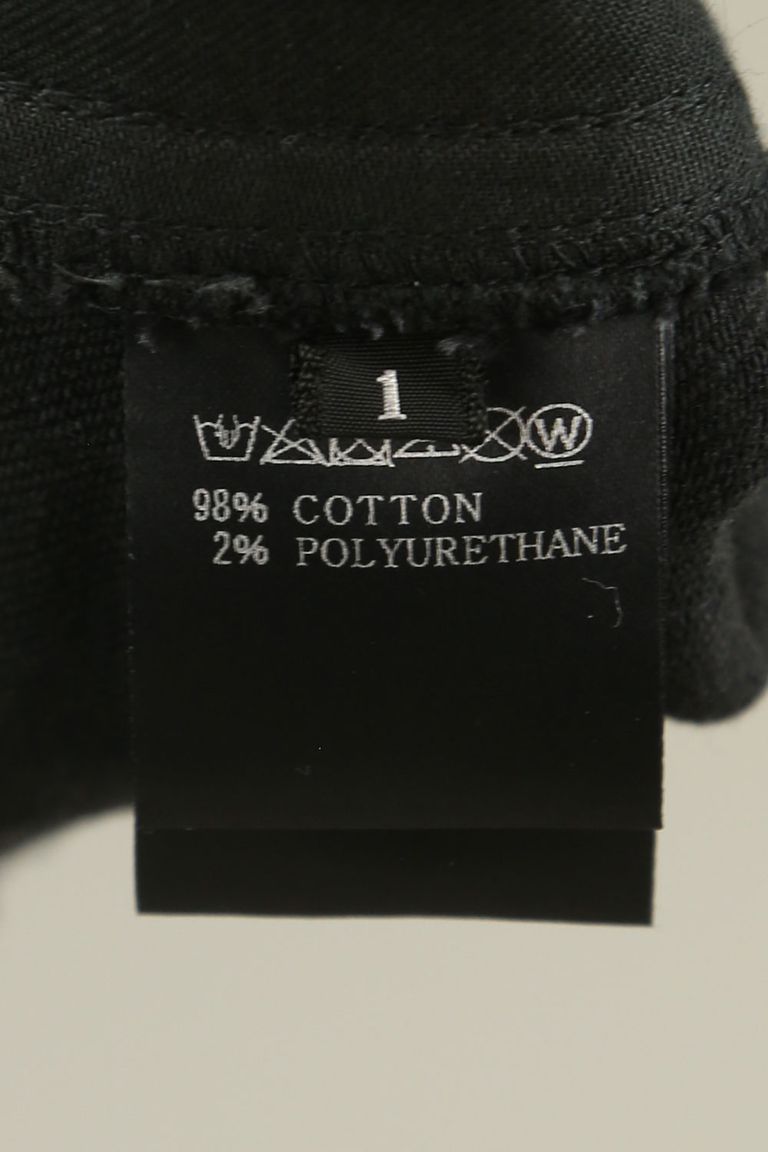 1
W
98% COTTON
2% POLYURETHANE